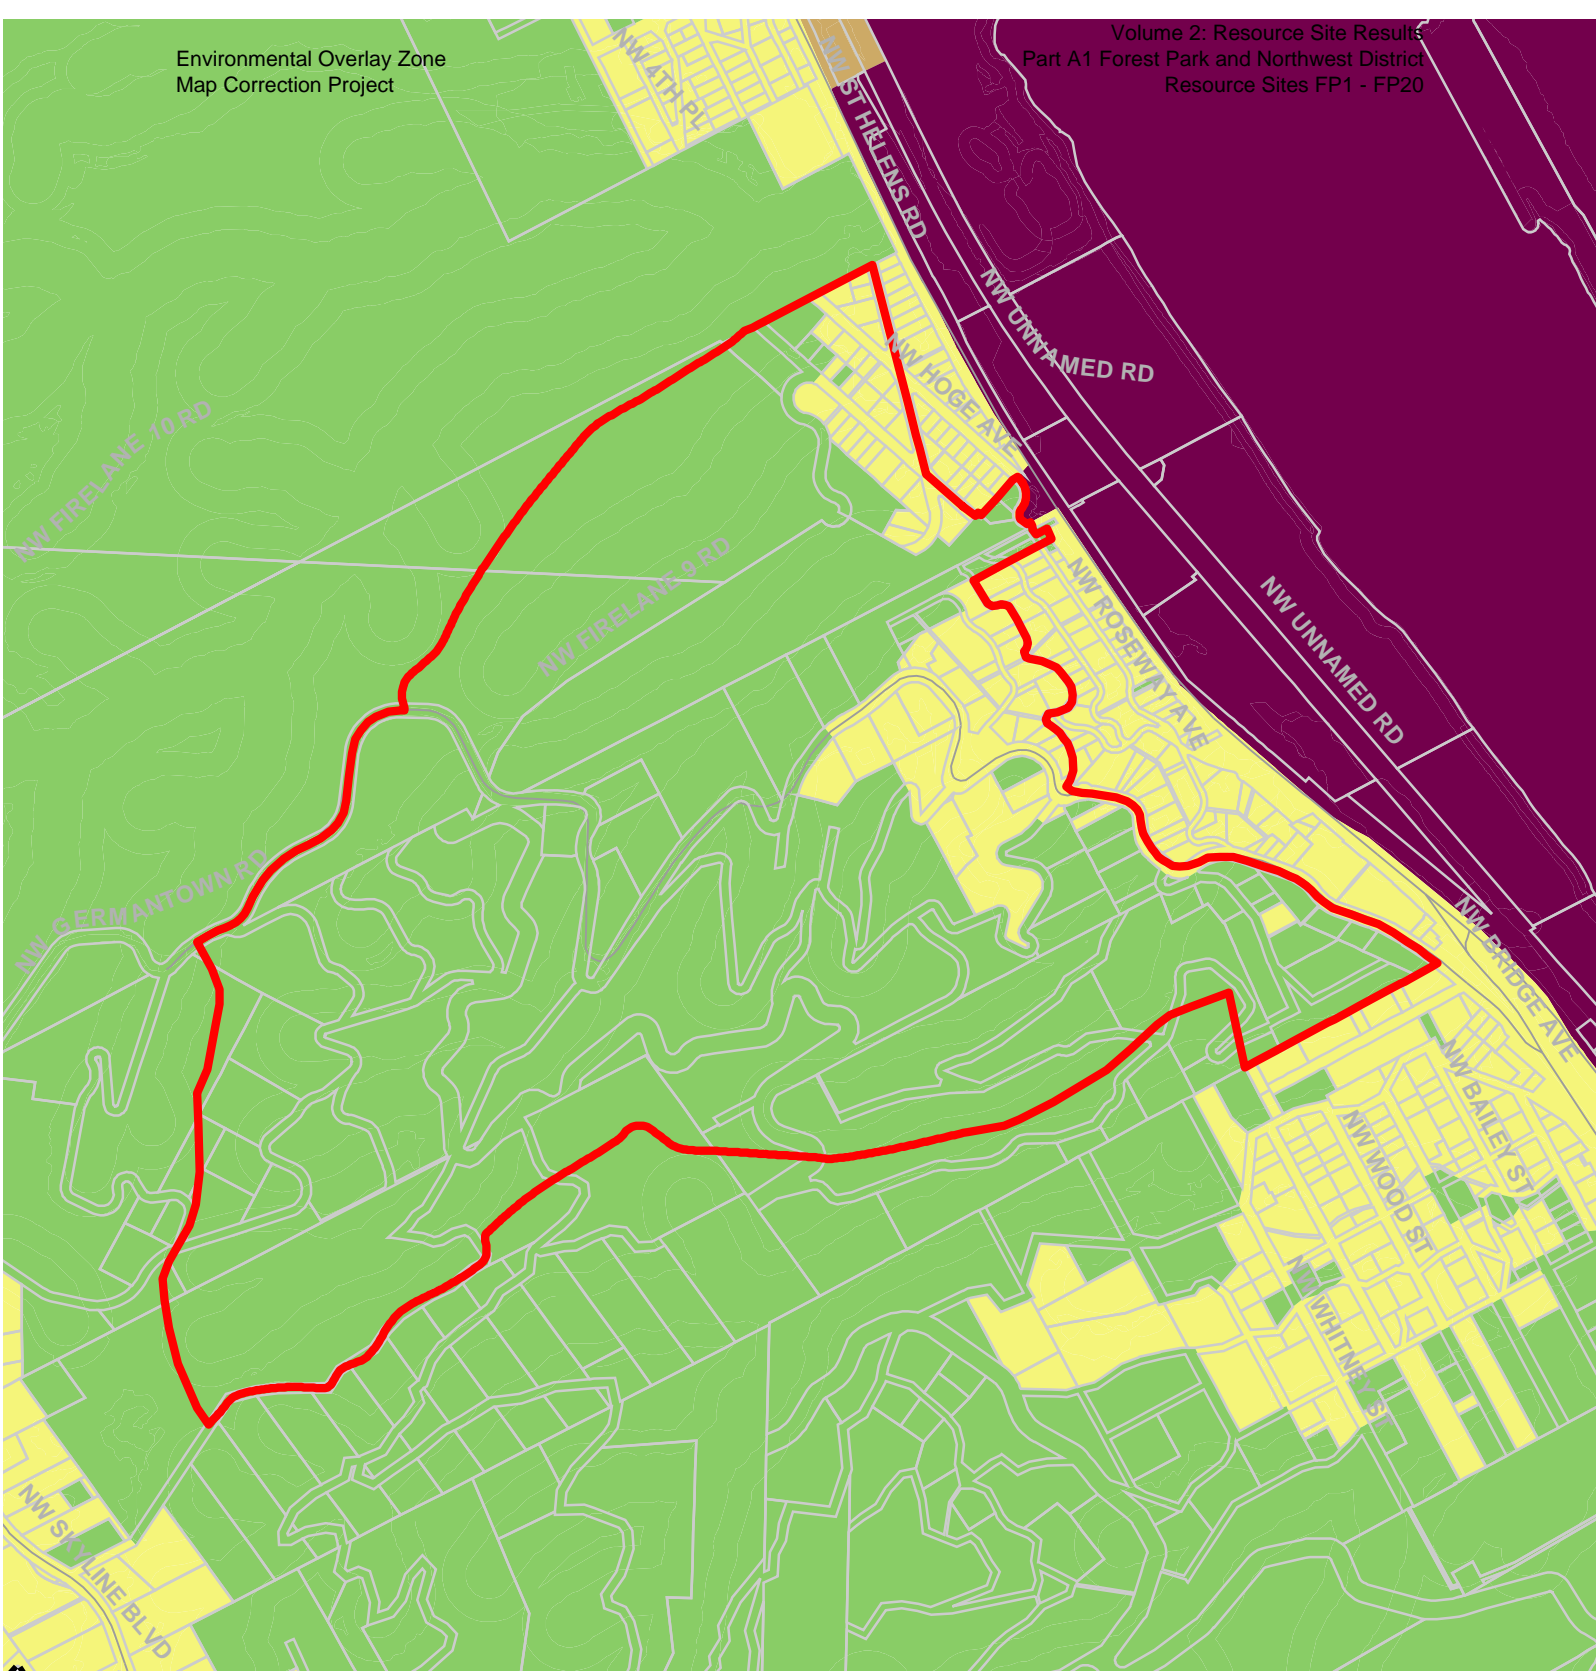 Environmental Overlay Zone
Map Correction Project
Volume 2: Resource Site Results
Part A1 Forest Park and Northwest District
Resource Sites FP1 - FP20
NW 4TH PL
NW ST HELENS RD
NW UNNAMED RD
NW HOGE AVE
NW FIRELANE 10 RD
NW FIRELANE 9 RD
NW ROSEWAY AVE
NW UNNAMED RD
NW GERMANTOWN RD
NW BRIDGE AVE
NW BAILEY ST
NW WOOD ST
NW WHITNEY ST
NW SKYLINE BLVD